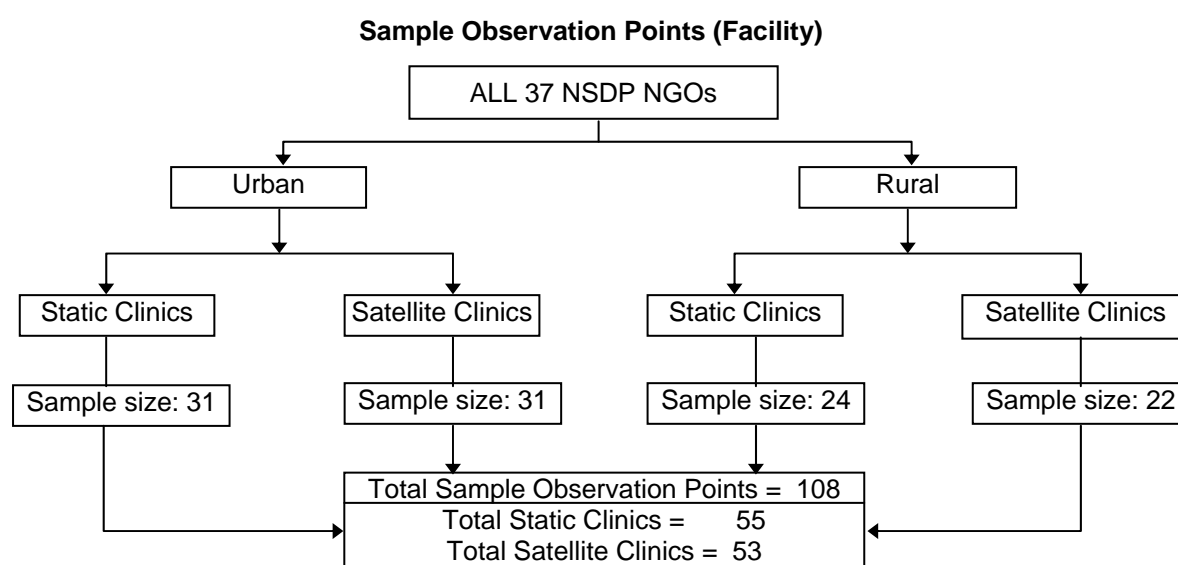 Sample Observation Points (Facility)
ALL 37 NSDP NGOs
Urban
Rural
Static Clinics
Satellite Clinics
Static Clinics
Satellite Clinics
Sample size: 31
Sample size: 31
Sample size: 24
Sample size: 22
Total Sample Observation Points = 108
Total Static Clinics = 55
Total Satellite Clinics = 53